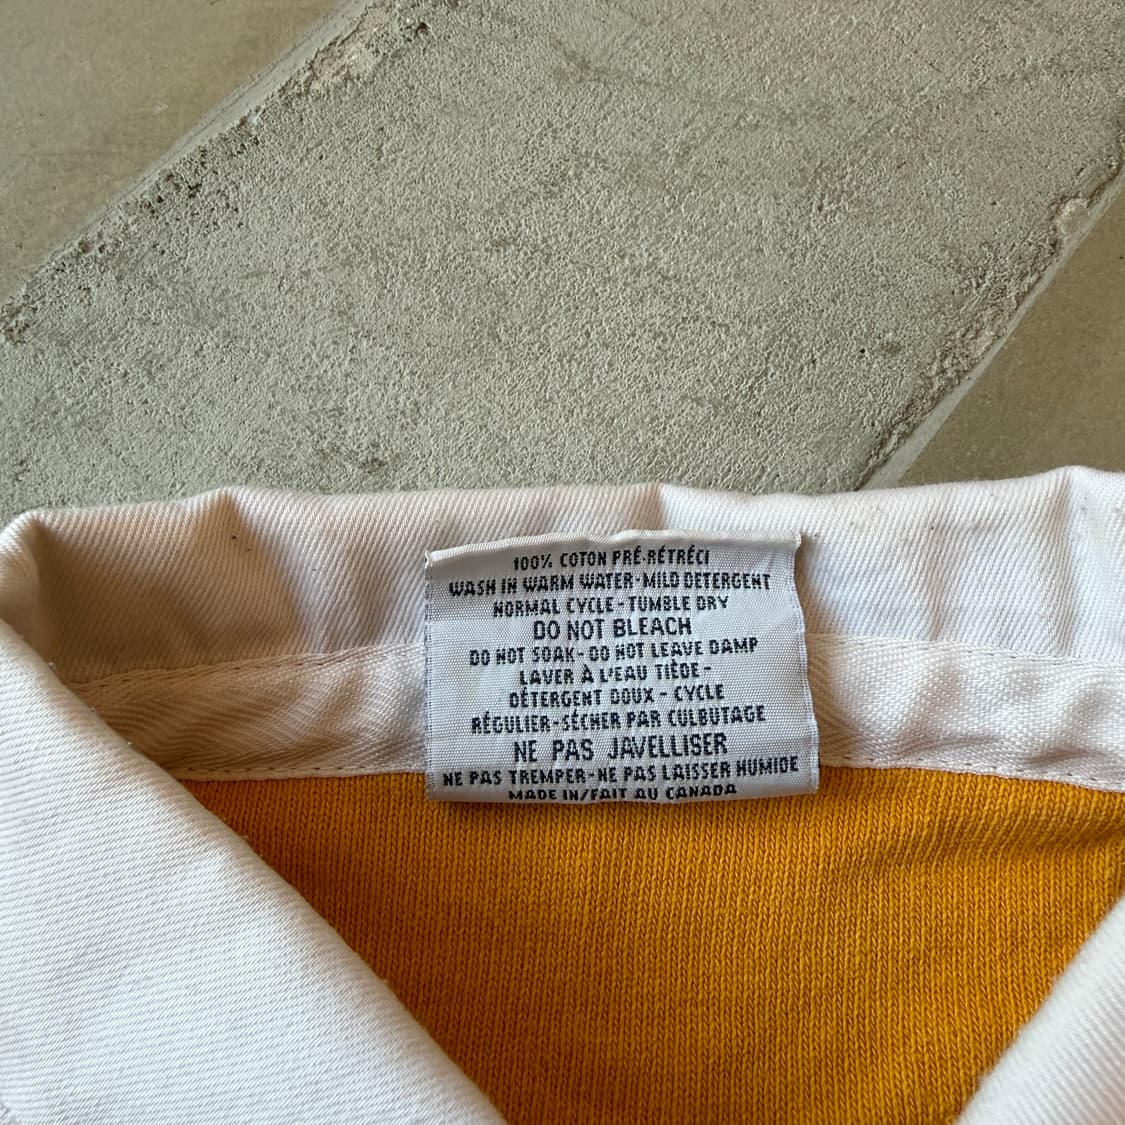 100% COTON PRÉ-RÉTRÉCI
WASH IN WARM WATER-MILD DETERGENT
NORMAL CYCLE-TUMBLE DRY
DO NOT BLEACH
DO NOT SOAK-DO NOT LEAVE DAMP
LAVER À L'EAU TIÈDE-
DÉTERGENT DOUX - CYCLE
RÉGULIER-SÉCHER PAR CULBUTAGE
NE PAS JAVELLISER
NE PAS TREMPER-NE PAS LAISSER HUMIDE
MADE IN/FAIT AU CANADA